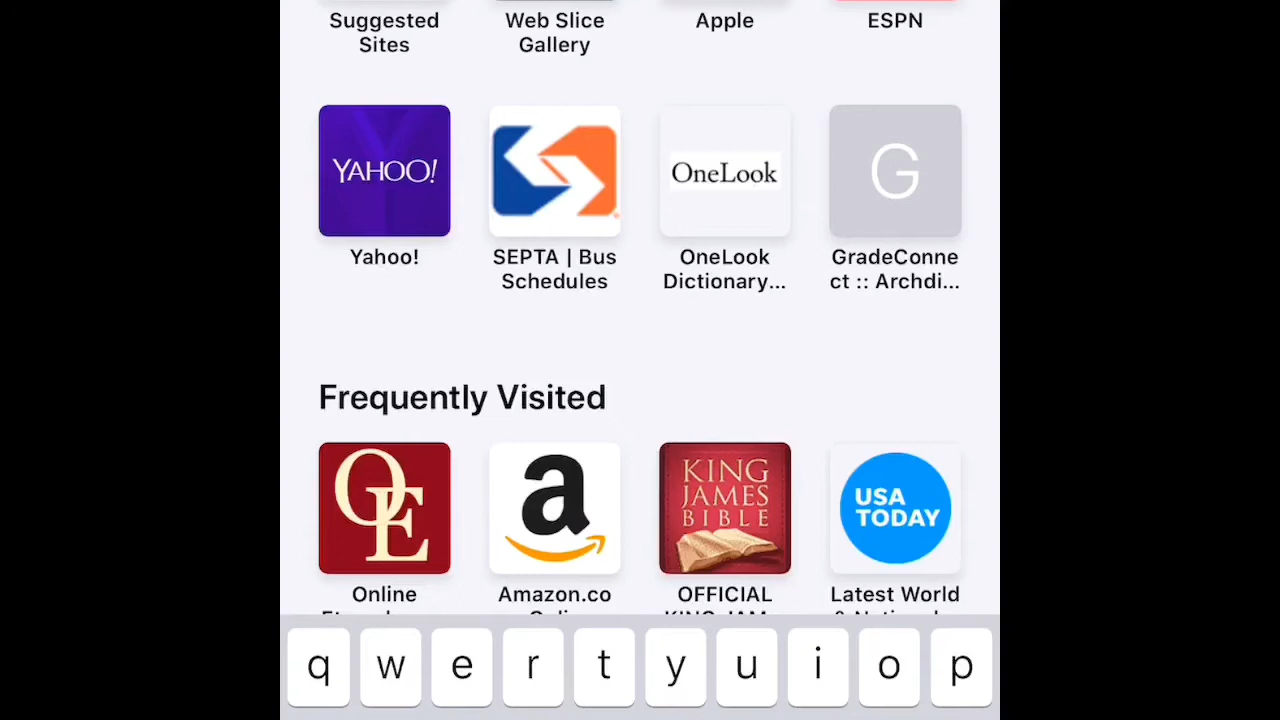 Suggested Sites
Web Slice Gallery
Apple
ESPN
YAHOO!
OneLook
G
Yahoo!
SEPTA | Bus Schedules
OneLook Dictionary...
GradeConne
ct :: Archdi...
Frequently Visited
OE
a
KING
JAMES
BIBLE
USA
TODAY
Online
Amazon.co
OFFICIAL
Latest World
q w e r t y u i o p